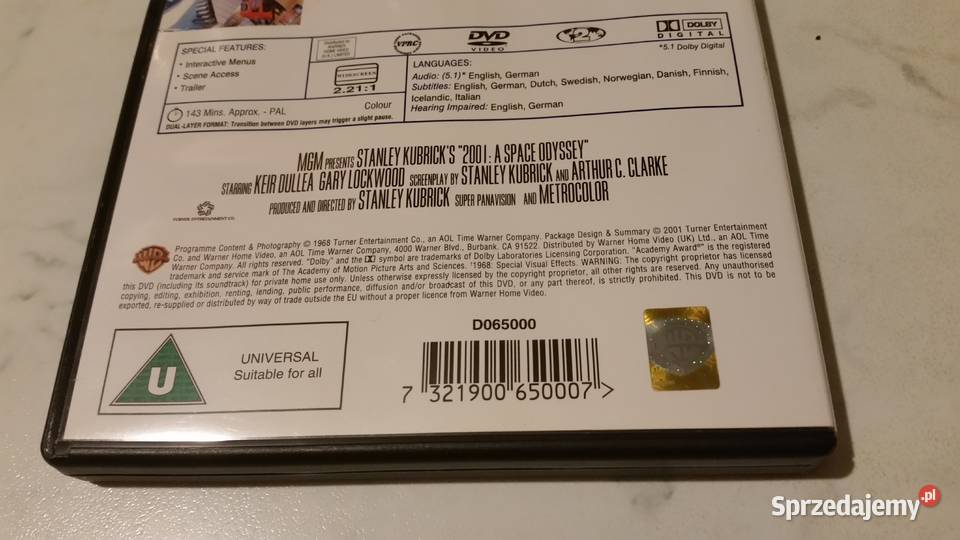 SPECIAL FEATURES:
• Interactive Menus
• Scene Access
• Trailer
WIDESCREEN
2.21:1
143 Mins. Approx. - PAL Colour
DUAL-LAYER FORMAT: Transition between DVD layers may trigger a slight pause.
VPRC
DVD
VIDEO
2
DOLBY
DIGITAL
*5.1 Dolby Digital
LANGUAGES:
Audio: (5.1)* English, German
Subtitles: English, German, Dutch, Swedish, Norwegian, Danish, Finnish,
Icelandic, Italian
Hearing Impaired: English, German
MGM PRESENTS STANLEY KUBRICK'S "2001: A SPACE ODYSSEY"
STARRING KEIR DULLEA GARY LOCKWOOD SCREENPLAY BY STANLEY KUBRICK AND ARTHUR C. CLARKE
PRODUCED AND DIRECTED BY STANLEY KUBRICK SUPER PANAVISION AND METROCOLOR
TURNER ENTERTAINMENT CO.
Programme Content & Photography © 1968 Turner Entertainment Co., an AOL Time Warner Company. Package Design & Summary © 2001 Turner Entertainment
Co. and Warner Home Video, an AOL Time Warner Company, 4000 Warner Blvd., Burbank. CA 91522. Distributed by Warner Home Video (UK) Ltd., an AOL Time
Warner Company. All rights reserved. "Dolby" and the symbol are trademarks of Dolby Laboratories Licensing Corporation. "Academy Award®" is the registered
trademark and service mark of The Academy of Motion Picture Arts and Sciences. '1968: Special Visual Effects. WARNING: The copyright proprietor has licensed
this DVD (including its soundtrack) for private home use only. Unless otherwise expressly licensed by the copyright proprietor, all other rights are reserved. Any unauthorised
copying, editing, exhibition, renting, lending, public performance, diffusion and/or broadcast of this DVD, or any part thereof, is strictly prohibited. This DVD is not to be
exported, re-supplied or distributed by way of trade outside the EU without a proper licence from Warner Home Video.
U
UNIVERSAL
Suitable for all
D065000
7 321900 650007 >
Sprzedajemy.pl